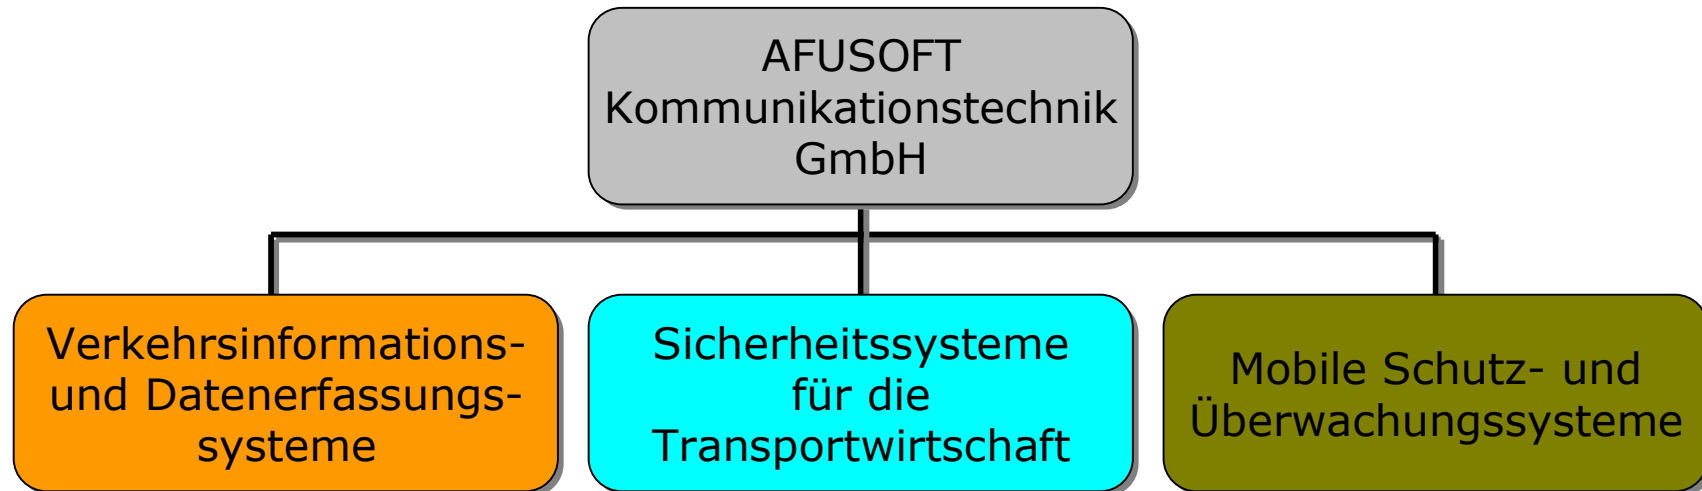 AFUSOFT
Kommunikationstechnik
GmbH
Verkehrsinformations-
und Datenerfassungs-
systeme
Sicherheitssysteme
für die
Transportwirtschaft
Mobile Schutz- und
Überwachungssysteme